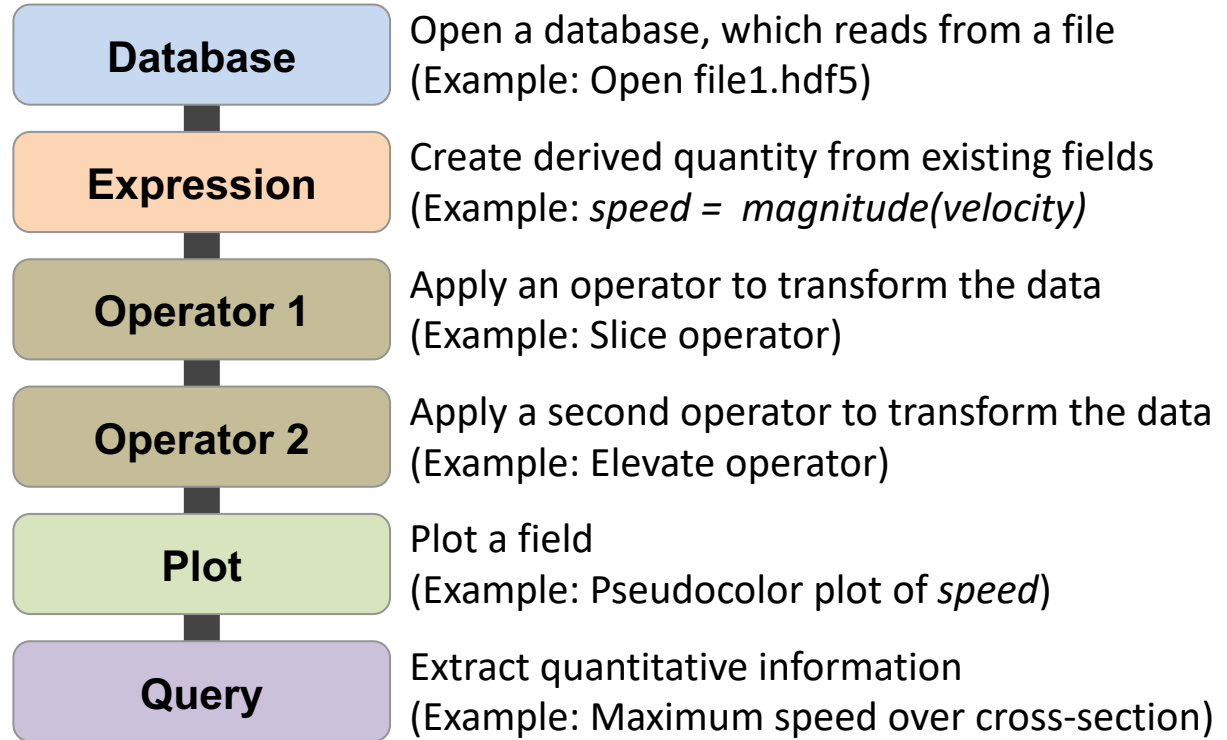 Database
Open a database, which reads from a file
(Example: Open file1.hdf5)
Expression
Create derived quantity from existing fields
(Example: speed =  magnitude(velocity)
Operator 1
Apply an operator to transform the data
(Example: Slice operator)
Operator 2
Apply a second operator to transform the data
(Example: Elevate operator)
Plot
Plot a field
(Example: Pseudocolor plot of speed)
Query
Extract quantitative information
(Example: Maximum speed over cross-section)